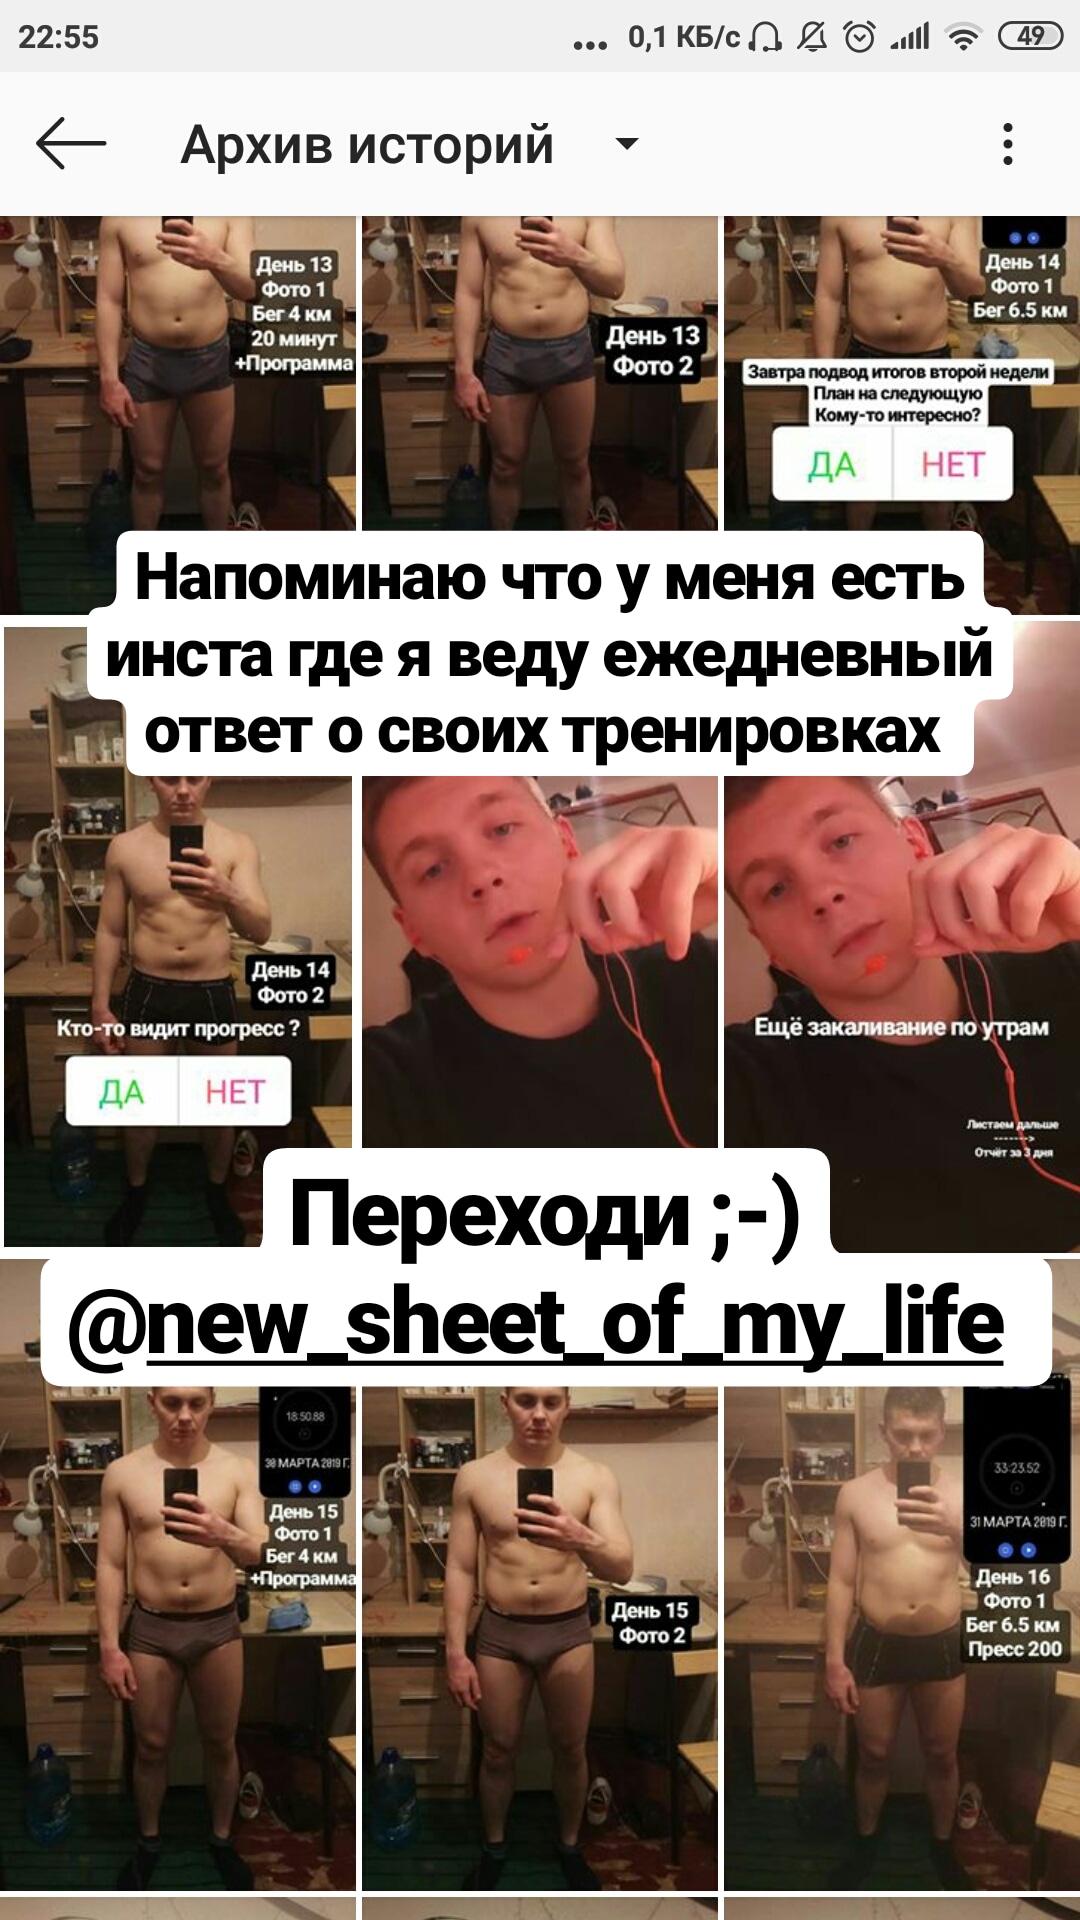 22:55
... 0,1 КБ/с
49
Архив историй
День 13
Фото 1
Бег 4 км
20 минут
+Программа
День 13
Фото 2
День 14
Фото 1
Бег 6.5 км
Завтра подвод итогов второй недели
План на следующую
Кому-то интересно?
ДА НЕТ
Напоминаю что у меня есть
инста где я веду ежедневный
ответ о своих тренировках
День 14
Фото 2
Кто-то видит прогресс ?
ДА НЕТ
Ещё закаливание по утрам
Листаем дальше
------->
Отчёт за 3 дня
Переходи ;-)
@new_sheet_of_my_life
18:50.88
30 МАРТА 2019 Г.
День 15
Фото 1
Бег 4 км
+Программа
День 15
Фото 2
33:23.52
31 МАРТА 2019 Г.
День 16
Фото 1
Бег 6.5 км
Пресс 200